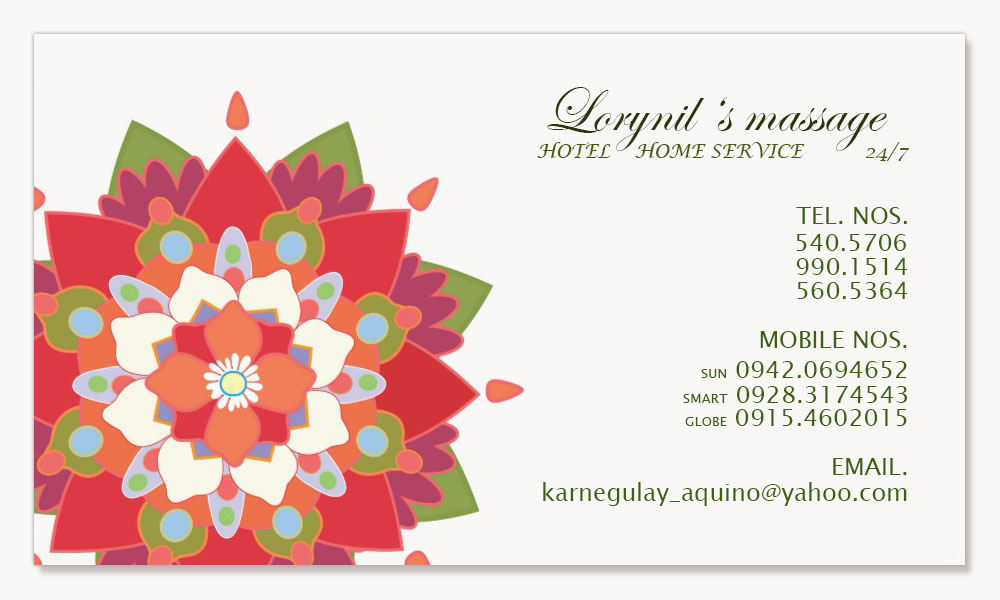 Lorynil 's massage
HOTEL HOME SERVICE 24/7
TEL. NOS.
540.5706
990.1514
560.5364
MOBILE NOS.
SUN 0942.0694652
SMART 0928.3174543
GLOBE 0915.4602015
EMAIL.
karnegulay_aquino@yahoo.com